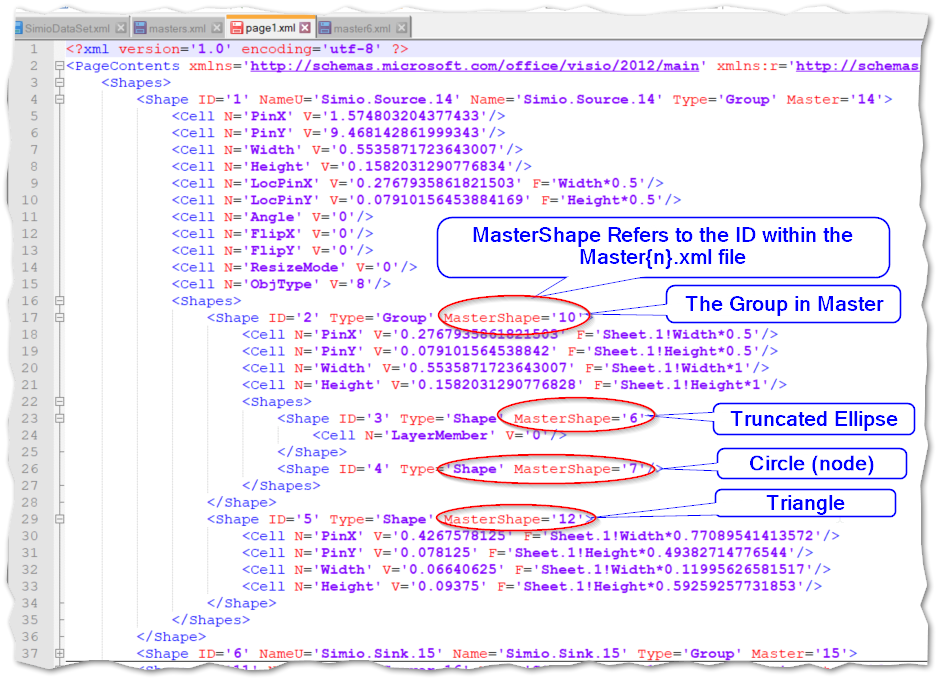 SimioDataSet.xml masters.xml page1.xml master6.xml
1 <?xml version='1.0' encoding='utf-8' ?>
2 <PageContents xmlns='http://schemas.microsoft.com/office/visio/2012/main' xmlns:r='http://schemas
3 <Shapes>
4 <Shape ID='1' NameU='Simio.Source.14' Name='Simio.Source.14' Type='Group' Master='14'>
5 <Cell N='PinX' V='1.574803204377433'/>
6 <Cell N='PinY' V='9.468142861999343'/>
7 <Cell N='Width' V='0.5535871723643007'/>
8 <Cell N='Height' V='0.1582031290776834'/>
9 <Cell N='LocPinX' V='0.2767935861821503' F='Width*0.5'/>
10 <Cell N='LocPinY' V='0.07910156453884169' F='Height*0.5'/>
11 <Cell N='Angle' V='0'/>
12 <Cell N='FlipX' V='0'/>
13 <Cell N='FlipY' V='0'/>
14 <Cell N='ResizeMode' V='0'/>
15 <Cell N='ObjType' V='8'/>
MasterShape Refers to the ID within the
Master{n}.xml file
16 <Shapes>
The Group in Master
17 <Shape ID='2' Type='Group' MasterShape='10'>
18 <Cell N='PinX' V='0.2767935861821503' F='Sheet.1!Width*0.5'/>
19 <Cell N='PinY' V='0.079101564538842' F='Sheet.1!Height*0.5'/>
20 <Cell N='Width' V='0.5535871723643007' F='Sheet.1!Width*1'/>
21 <Cell N='Height' V='0.1582031290776828' F='Sheet.1!Height*1'/>
22 <Shapes>
23 <Shape ID='3' Type='Shape' MasterShape='6'
Truncated Ellipse
24 <Cell N='LayerMember' V='0'/>
25 </Shape>
26 <Shape ID='4' Type='Shape' MasterShape='7'/>
Circle (node)
27 </Shapes>
28 </Shape>
Triangle
29 <Shape ID='5' Type='Shape' MasterShape='12'>
30 <Cell N='PinX' V='0.4267578125' F='Sheet.1!Width*0.77089541413572'/>
31 <Cell N='PinY' V='0.078125' F='Sheet.1!Height*0.49382714776544'/>
32 <Cell N='Width' V='0.06640625' F='Sheet.1!Width*0.11995626581517'/>
33 <Cell N='Height' V='0.09375' F='Sheet.1!Height*0.59259257731853'/>
34 </Shape>
35 </Shapes>
36 </Shape>
37 <Shape ID='6' NameU='Simio.Sink.15' Name='Simio.Sink.15' Type='Group' Master='15'>